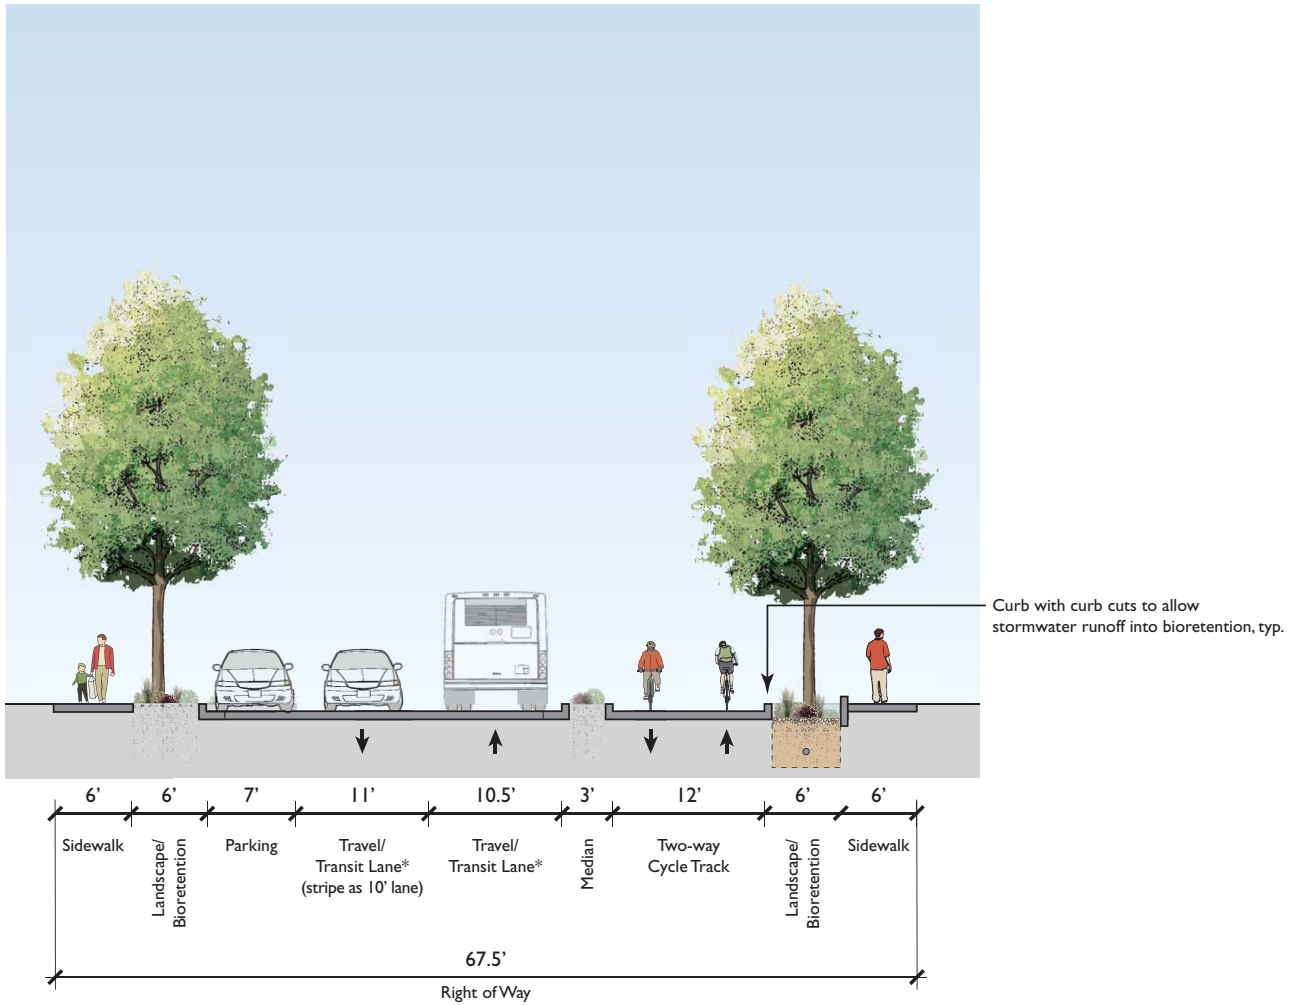 Curb with curb cuts to allow
stormwater runoff into bioretention, typ.
6’
6’
7’
11’
10.5’
3’
12’
6’
6’
Sidewalk
Landscape/
Bioretention
Parking
Travel/
Transit Lane*
(stripe as 10’ lane)
Travel/
Transit Lane*
Median
Two-way
Cycle Track
Landscape/
Bioretention
Sidewalk
67.5’
Right of Way